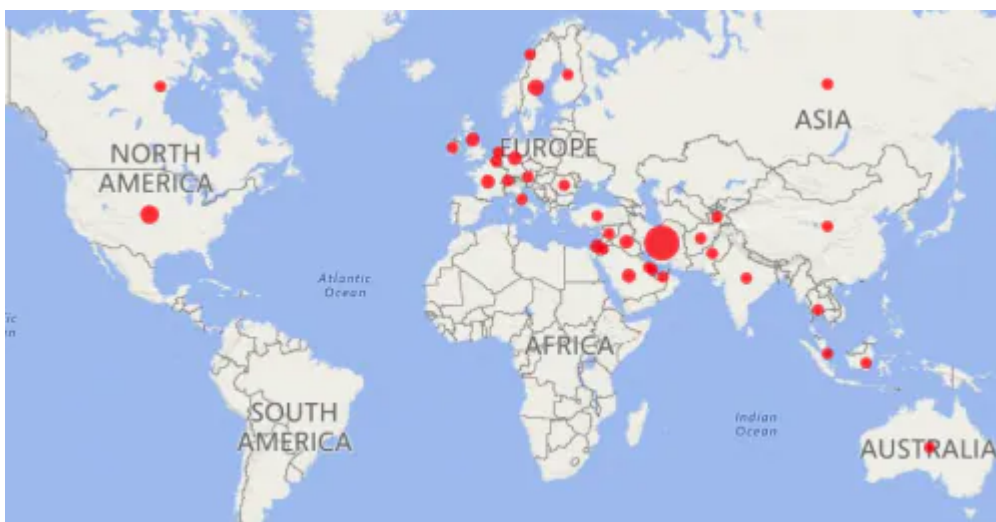 ASIA
EUROPE
NORTH
AMERICA
Atlantic
Ocean
AFRICA
SOUTH
AMERICA
Indian
Ocean
AUSTRALIA